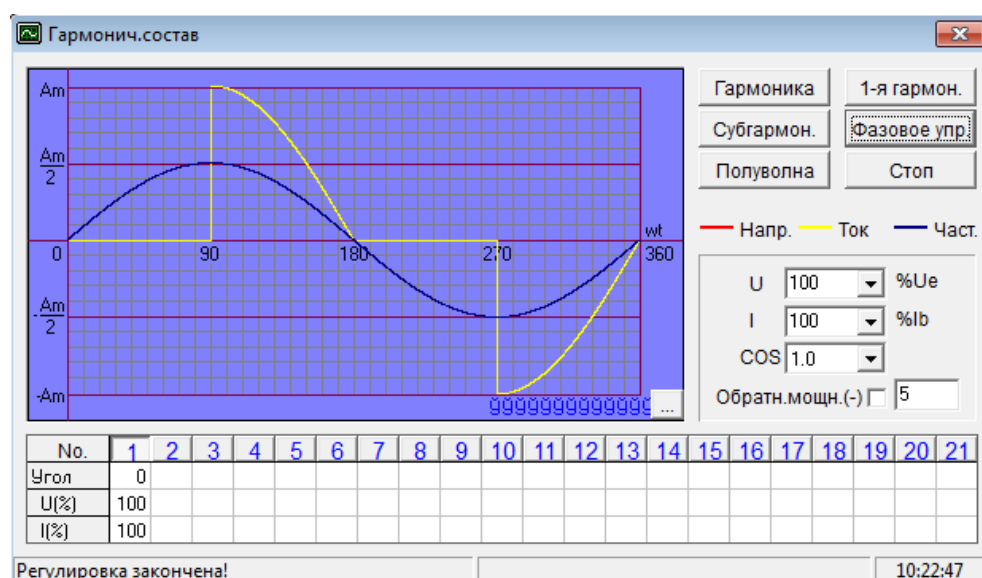 Гармонич.состав
Am
Am
2
0
90
180
270
wt
360
-Am
2
-Am
ÿÿÿÿÿÿÿÿÿÿÿÿÿ ...
Гармоника 1-я гармон.
Субгармон. Фазовое упр.
Полуволна Стоп
Напр. Ток Част.
U 100 %Ue
I 100 %Ib
COS 1.0
Обратн.мощн.(-) 5
No. 1 2 3 4 5 6 7 8 9 10 11 12 13 14 15 16 17 18 19 20 21
Угол 0
U(%) 100
I(%) 100
Регулировка закончена! 10:22:47